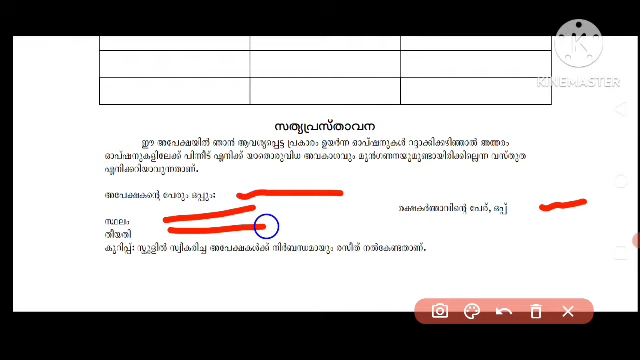 KINEMASTER
സത്യപ്രസ്താവന
ഈ അപേക്ഷയിൽ ഞാൻ ആവശ്യപ്പെട്ട പ്രകാരം ഉയർന്ന ഓപ്ഷനുകൾ റദ്ദാക്കിക്കഴിഞ്ഞാൽ അത്തരം
ഓപ്ഷനുകളിലേക്ക് പിന്നീട് എനിക്ക് യാതൊരുവിധ അവകാശവും മുൻഗണനയുമുണ്ടായിരിക്കില്ലെന്ന വസ്തുത
എനിക്കറിയാവുന്നതാണ്.
അപേക്ഷകന്റെ പേരും ഒപ്പും:
രക്ഷകർത്താവിന്റെ പേര്, ഒപ്പ്
സ്ഥലം
തിയതി
കുറിപ്പ്: സ്കൂളിൽ സ്വീകരിച്ച അപേക്ഷകൾക്ക് നിർബന്ധമായും രസീത് നൽകേണ്ടതാണ്.